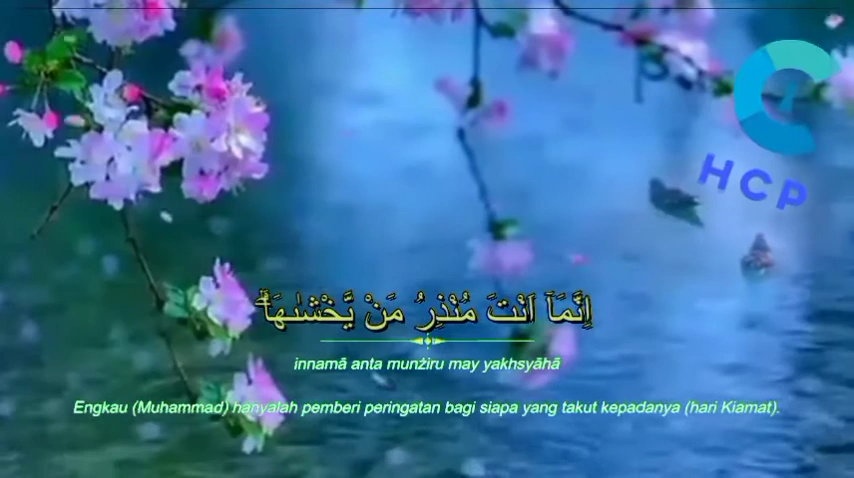 HCP
اِنَّمَآ اَنْتَ مُنْذِرُ مَنْ يَّخْشٰىهَاۗ
innamā anta munżiru may yakhsyāhā
Engkau (Muhammad) hanyalah pemberi peringatan bagi siapa yang takut kepadanya (hari Kiamat).